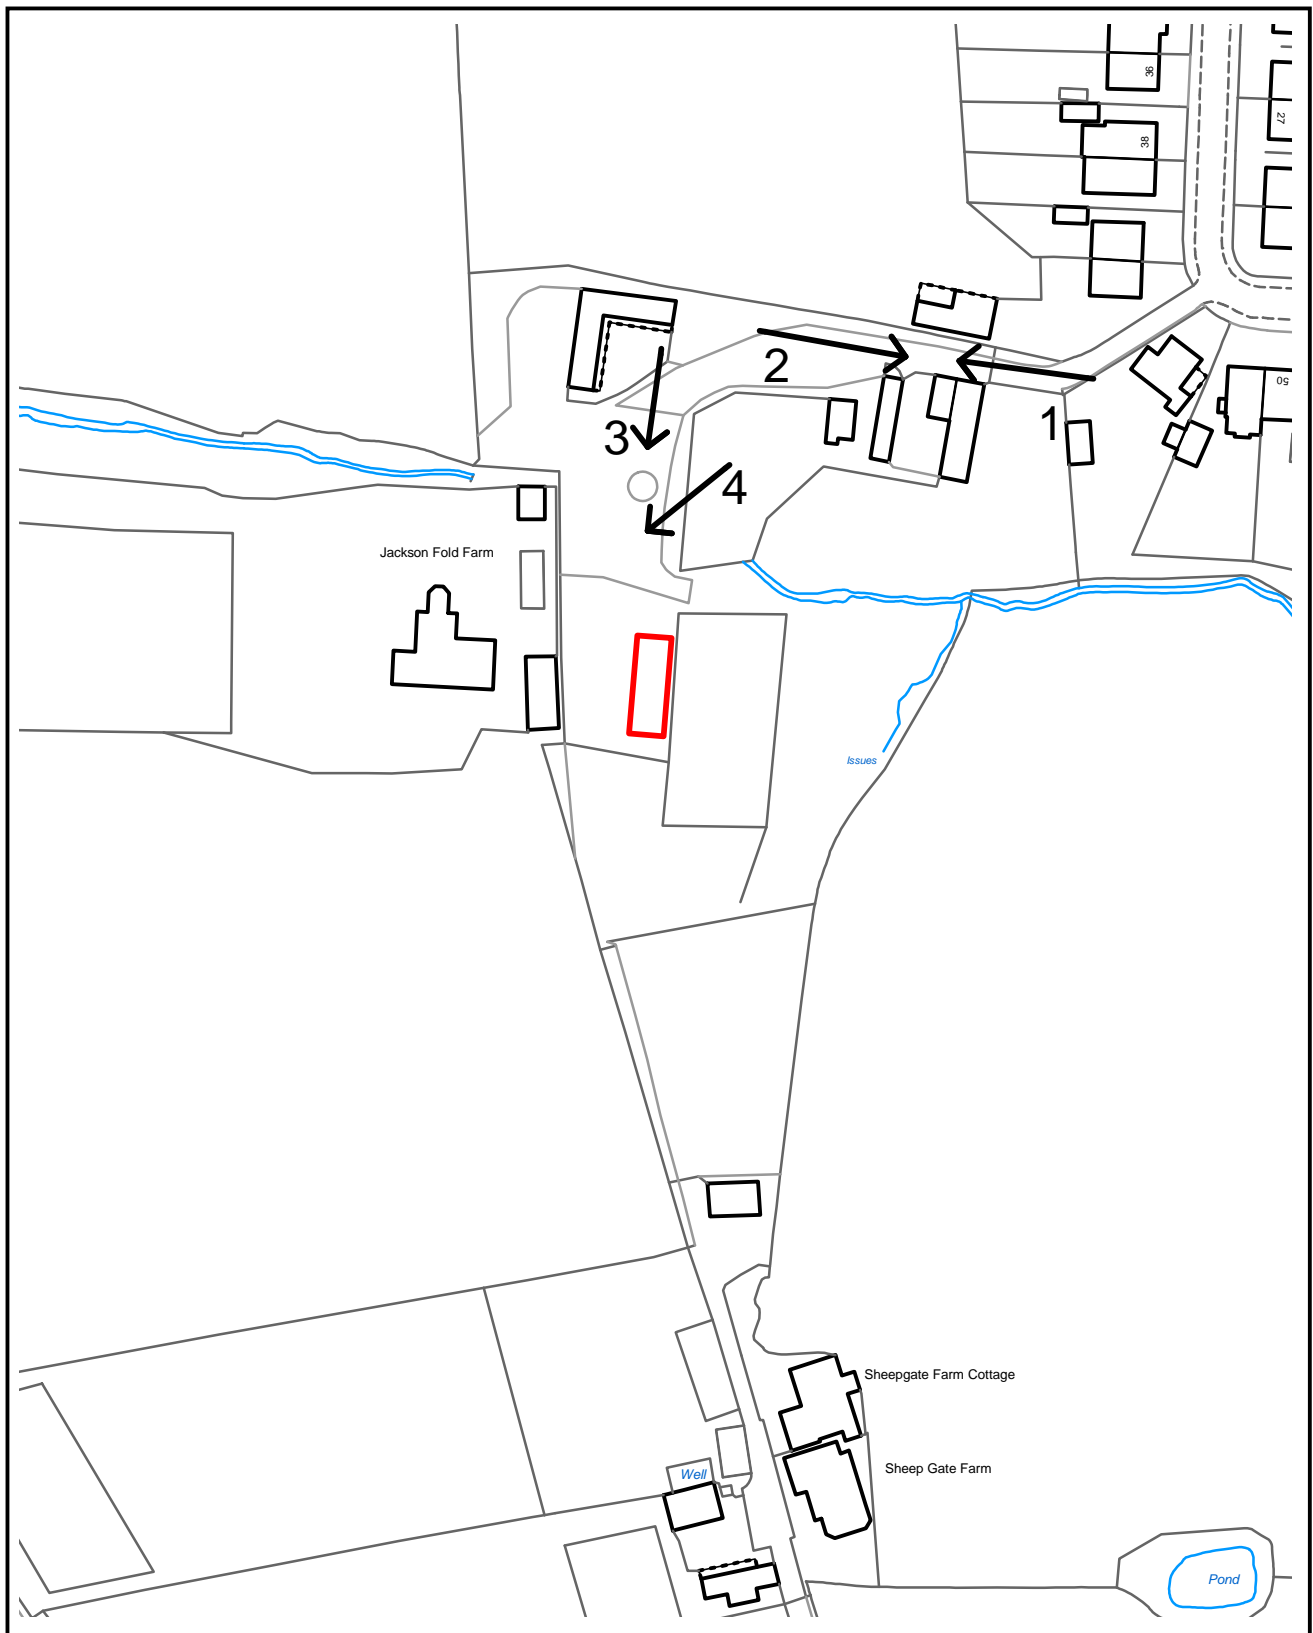 36
27
38
50
2
1
3
4
Jackson Fold Farm
Issues
Sheepgate Farm Cottage
Sheep Gate Farm
Well
Pond